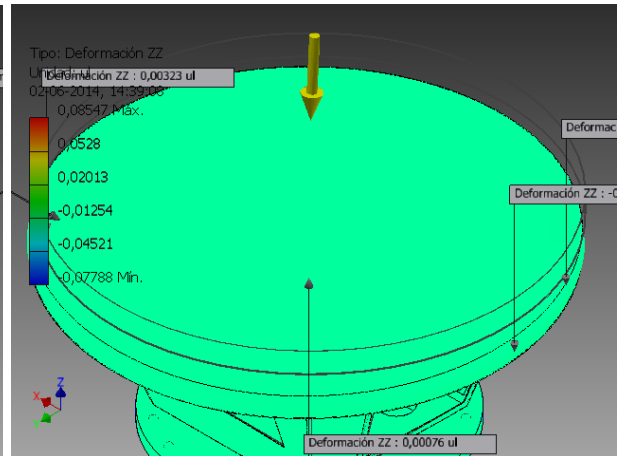 Tipo: Deformación ZZ
Deformación ZZ : 0,00323 ul
02-06-2014, 14:39:08
0,08547 Máx.
0,0528
0,02013
-0,01254
-0,04521
-0,07788 Mín.
Deformac
Deformación ZZ : -0
Deformación ZZ : 0,00076 ul
Z
X
Y